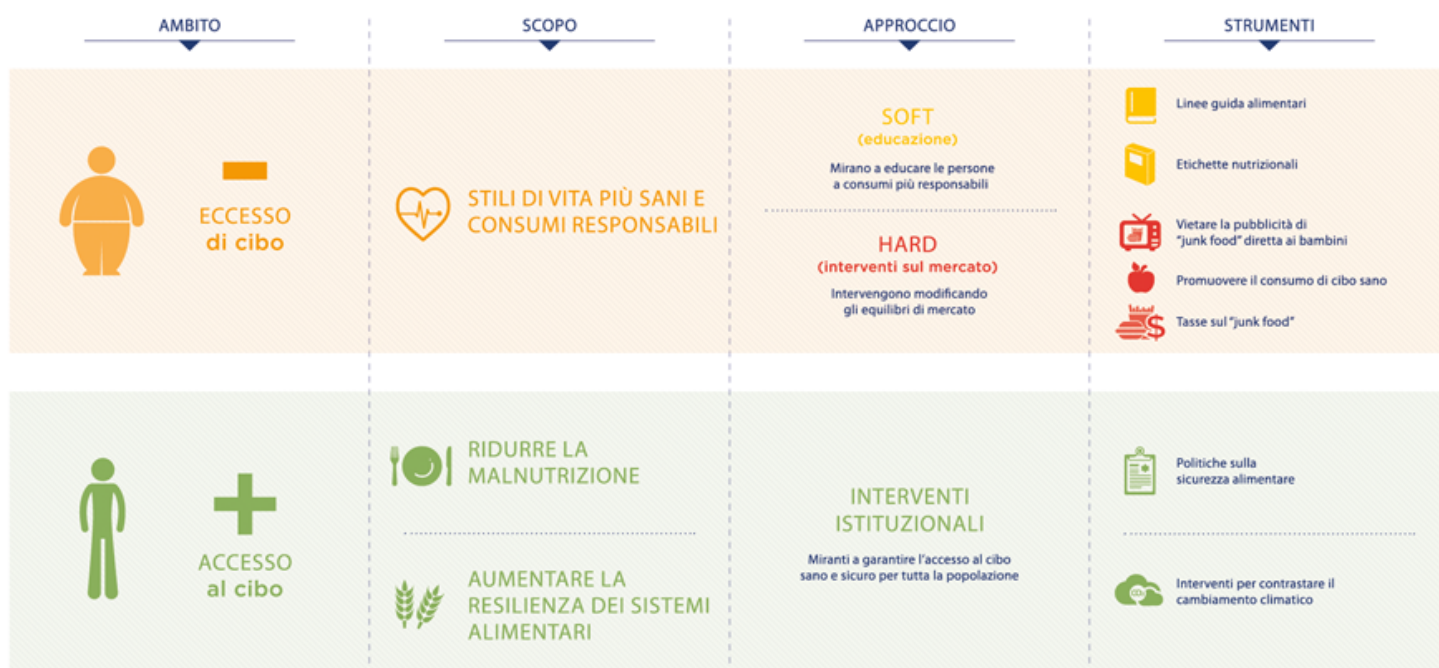 AMBITO
SCOPO
APPROCCIO
STRUMENTI
ECCESSO
di cibo
STILI DI VITA PIÙ SANI E
CONSUMI RESPONSABILI
SOFT
(educazione)
Mirano a educare le persone
a consumi più responsabili
HARD
(interventi sul mercato)
Intervengono modificando
gli equilibri di mercato
Linee guida alimentari
Etichette nutrizionali
Vietare la pubblicità di
"junk food" diretta ai bambini
Promuovere il consumo di cibo sano
Tasse sul "junk food"
$
ACCESSO
al cibo
RIDURRE LA
MALNUTRIZIONE
AUMENTARE LA
RESILIENZA DEI SISTEMI
ALIMENTARI
INTERVENTI
ISTITUZIONALI
Miranti a garantire l'accesso al cibo
sano e sicuro per tutta la popolazione
Politiche sulla
sicurezza alimentare
CO₂
Interventi per contrastare il
cambiamento climatico